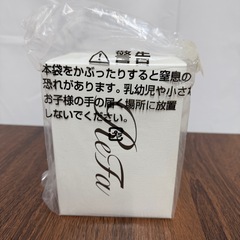 ⚠警告
本袋をかぶったりすると窒息の
恐れがあります。乳幼児や小さな
お子様の手の届く場所に放置
しないでください。
ReFa